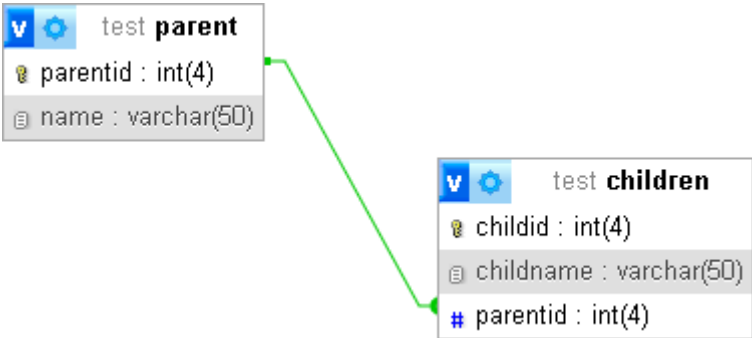 v test parent
parentid : int(4)
name : varchar(50)
v test children
childid : int(4)
childname : varchar(50)
# parentid : int(4)